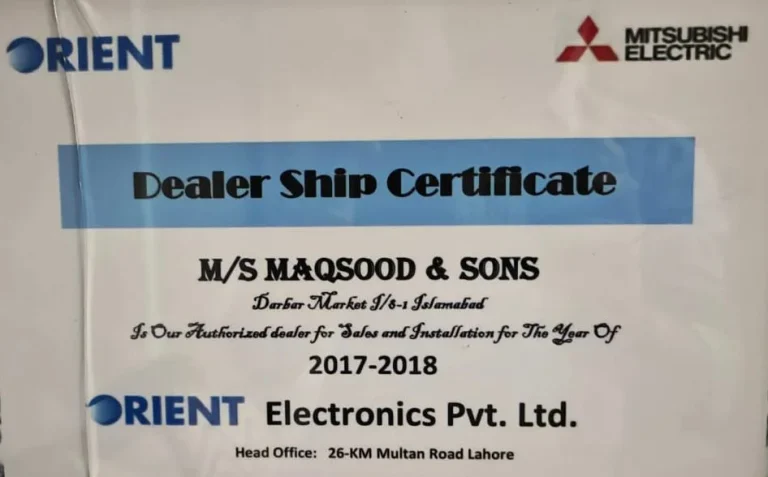 ORIENT
MITSUBISHI
ELECTRIC
Dealer Ship Certificate
M/S MAQSOOD & SONS
Darbar Market I/8-1 Islamabad
Is Our Authorized dealer for Sales and Installation for The Year Of
2017-2018
ORIENT Electronics Pvt. Ltd.
Head Office: 26-KM Multan Road Lahore